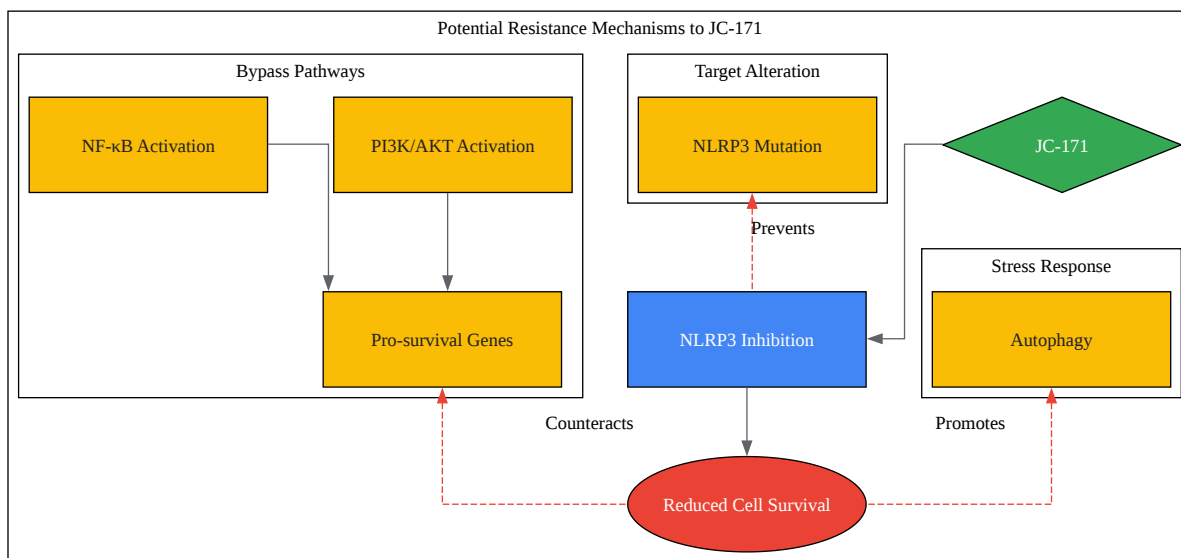 Potential Resistance Mechanisms to JC-171
Bypass Pathways
Target Alteration
NF-κB Activation
PI3K/AKT Activation
NLRP3 Mutation
JC-171
Prevents
Stress Response
Pro-survival Genes
NLRP3 Inhibition
Autophagy
Counteracts
Promotes
Reduced Cell Survival